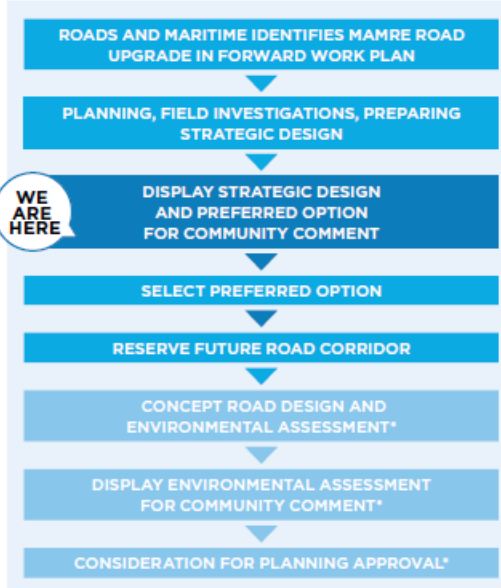 ROADS AND MARITIME IDENTIFIES MAMRE ROAD
UPGRADE IN FORWARD WORK PLAN
PLANNING, FIELD INVESTIGATIONS, PREPARING
STRATEGIC DESIGN
WE
ARE
HERE
DISPLAY STRATEGIC DESIGN
AND PREFERRED OPTION
FOR COMMUNITY COMMENT
SELECT PREFERRED OPTION
RESERVE FUTURE ROAD CORRIDOR
CONCEPT ROAD DESIGN AND
ENVIRONMENTAL ASSESSMENT*
DISPLAY ENVIRONMENTAL ASSESSMENT
FOR COMMUNITY COMMENT*
CONSIDERATION FOR PLANNING APPROVAL*